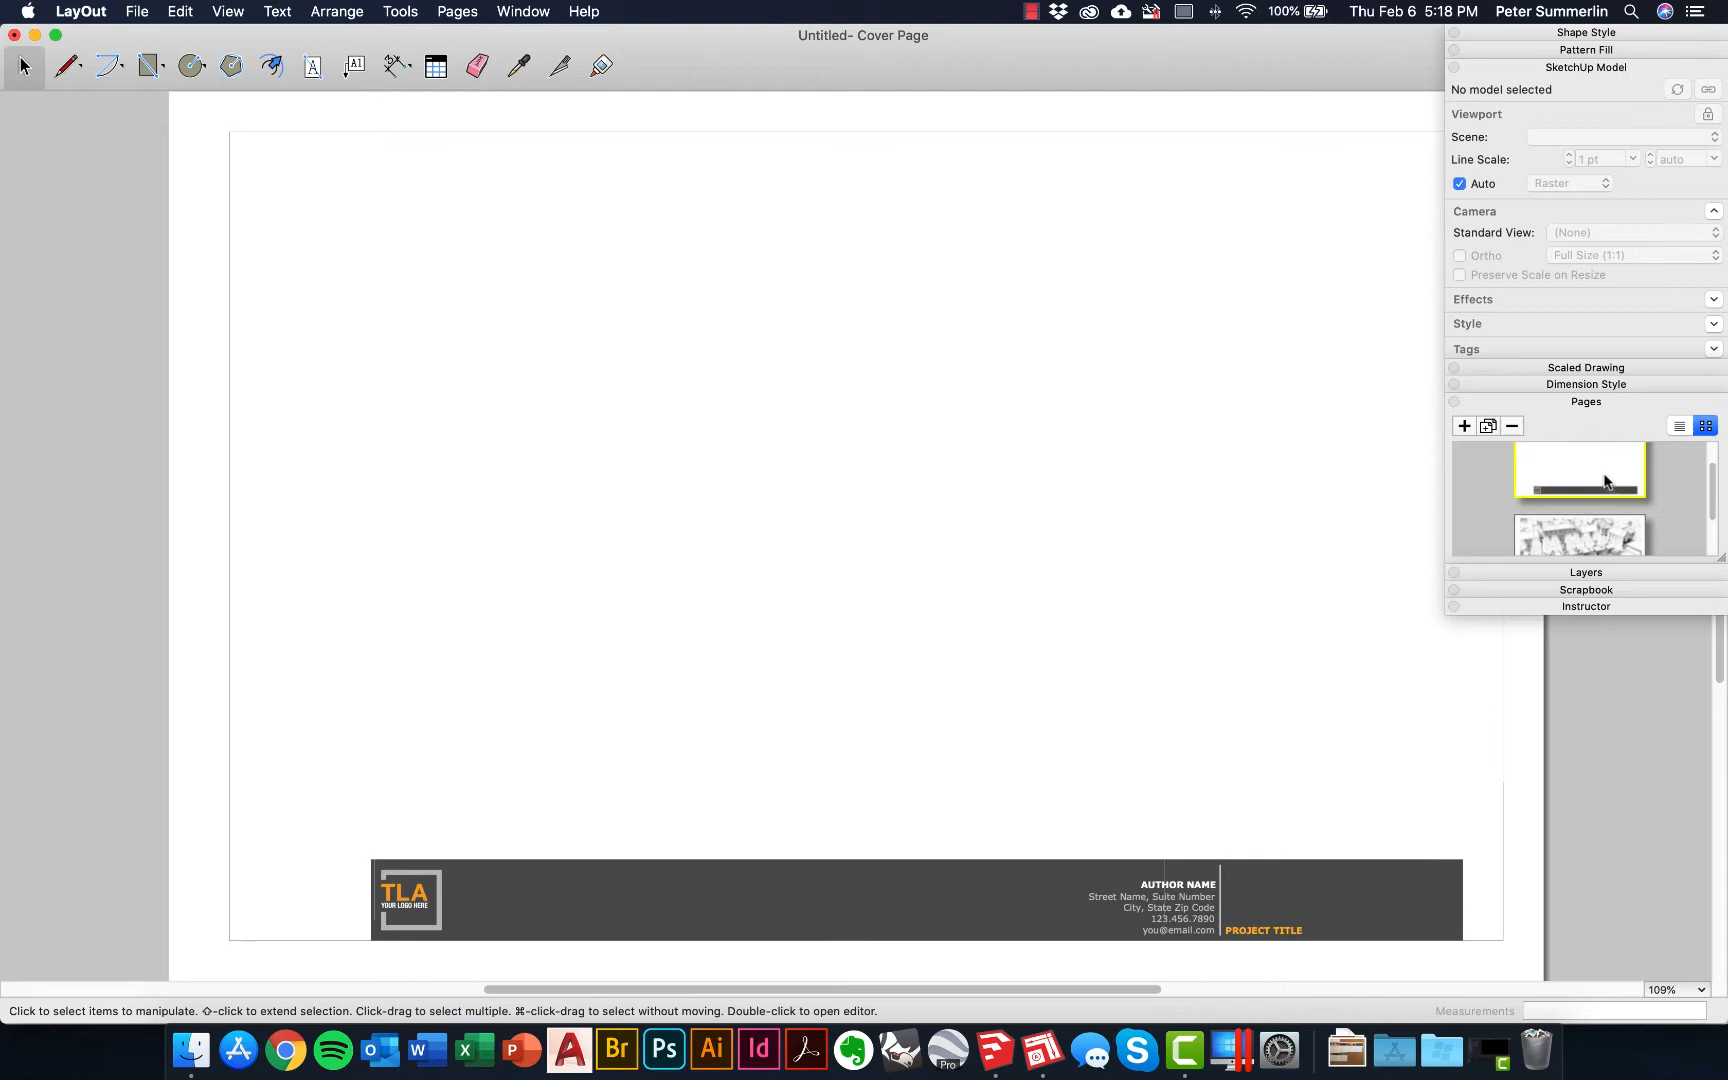 LayOut File Edit View Text Arrange Tools Pages Window Help
100% Thu Feb 6 5:18 PM Peter Summerlin
Untitled- Cover Page
A
A1
Shape Style
Pattern Fill
SketchUp Model
No model selected
Viewport
Scene:
Line Scale: 1 pt auto
Auto Raster
Camera
Standard View: (None)
Ortho Full Size (1:1)
Preserve Scale on Resize
Effects
Style
Tags
Scaled Drawing
Dimension Style
Pages
Layers
Scrapbook
Instructor
TLA
YOUR LOGO HERE
AUTHOR NAME
Street Name, Suite Number
City, State Zip Code
123.456.7890
you@email.com
PROJECT TITLE
109%
Click to select items to manipulate. ⇧-click to extend selection. Click-drag to select multiple. ⌘-click-drag to select without moving. Double-click to open editor.
Measurements
W X P A Br Ps Ai Id Pro S C